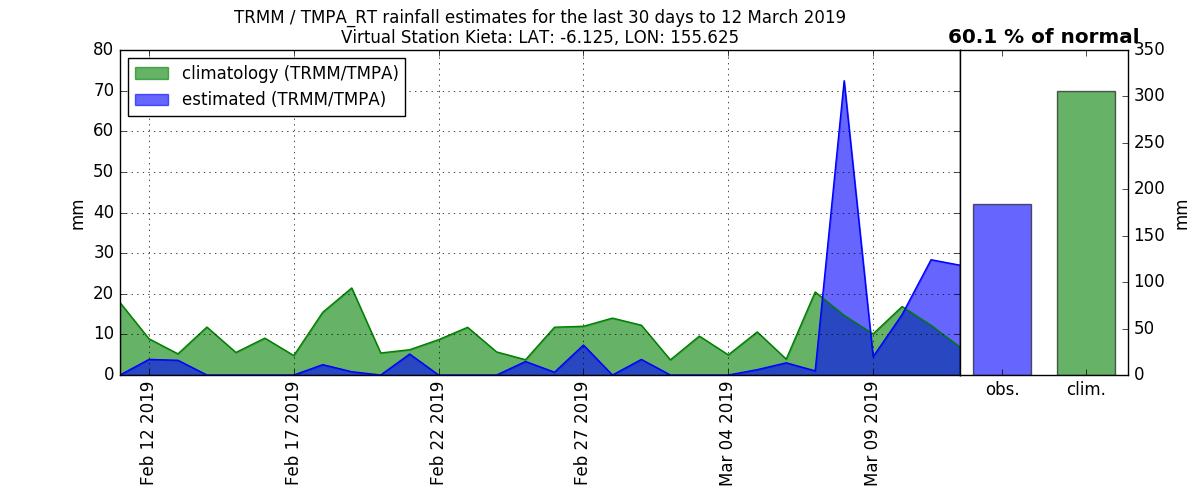 TRMM / TMPA_RT rainfall estimates for the last 30 days to 12 March 2019
Virtual Station Kieta: LAT: -6.125, LON: 155.625
60.1 % of normal
climatology (TRMM/TMPA)
estimated (TRMM/TMPA)
mm
80
70
60
50
40
30
20
10
0
Feb 12 2019
Feb 17 2019
Feb 22 2019
Feb 27 2019
Mar 04 2019
Mar 09 2019
350
300
250
200
150
100
50
0
mm
obs.
clim.